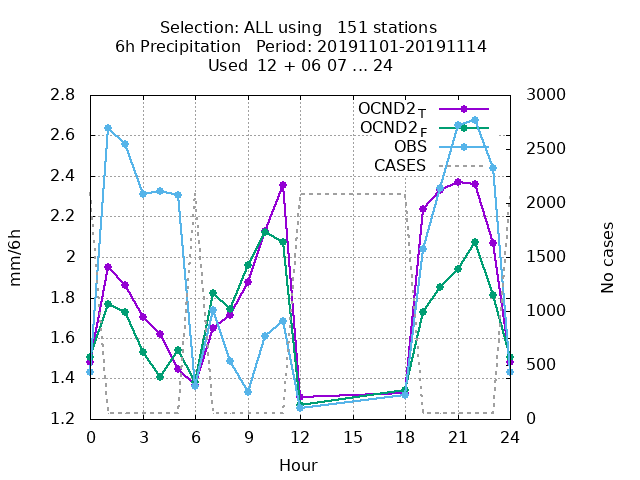 Selection: ALL using   151 stations
6h Precipitation   Period: 20191101-20191114
Used  12 + 06 07 ... 24
2.8
2.6
2.4
2.2
2
1.8
1.6
1.4
1.2
mm/6h
OCND2 T
OCND2 F
OBS
CASES
3000
2500
2000
1500
1000
500
0
No cases
0 3 6 9 12 15 18 21 24
Hour